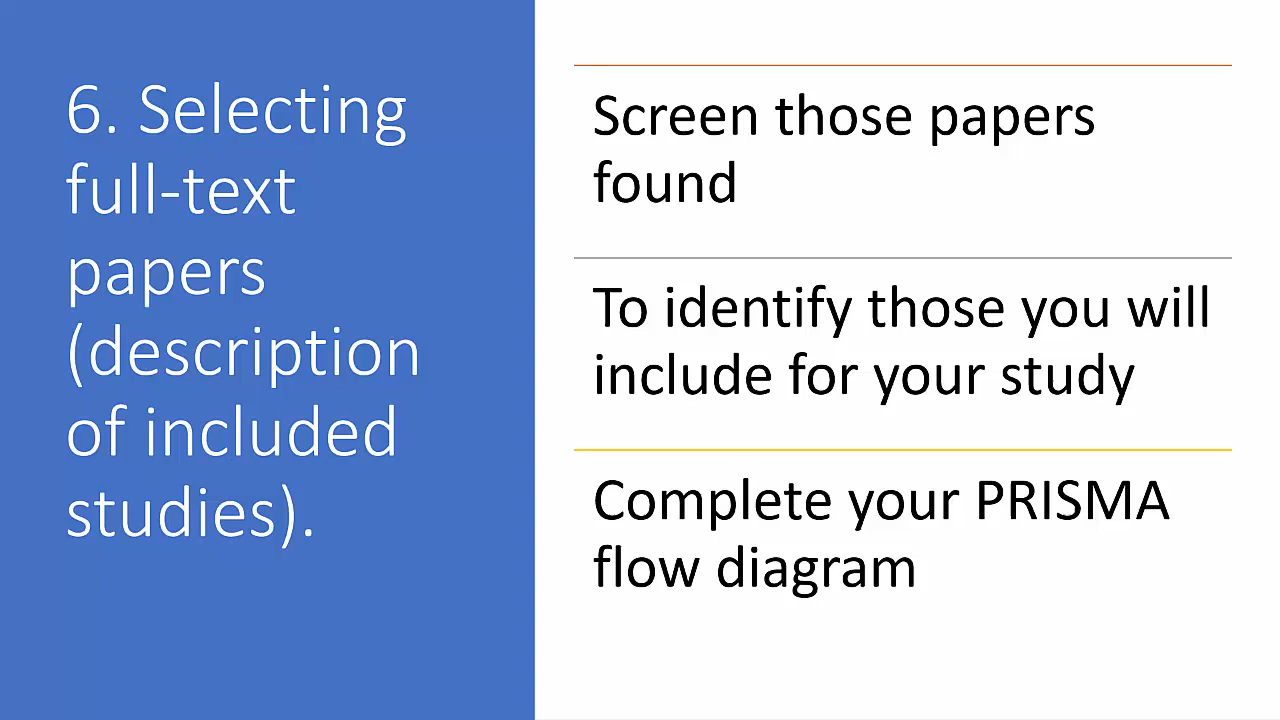 6. Selecting
full-text
papers
(description
of included
studies).
Screen those papers
found
To identify those you will
include for your study
Complete your PRISMA
flow diagram